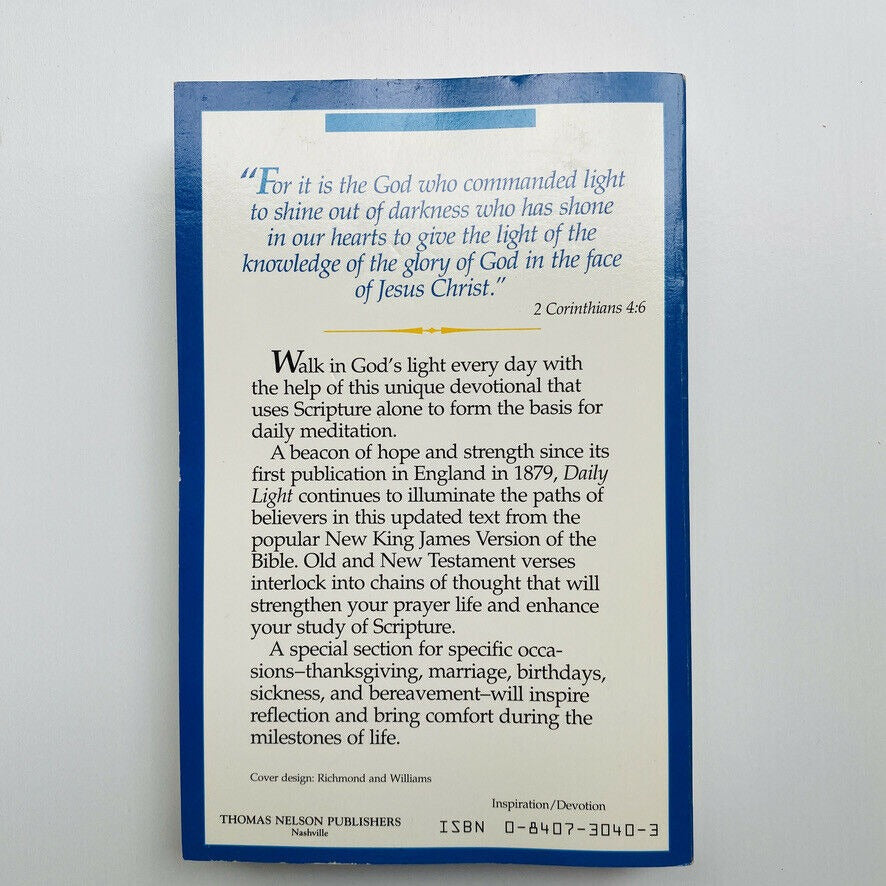 “For it is the God who commanded light
to shine out of darkness who has shone
in our hearts to give the light of the
knowledge of the glory of God in the face
of Jesus Christ.”
2 Corinthians 4:6
Walk in God’s light every day with
the help of this unique devotional that
uses Scripture alone to form the basis for
daily meditation.
A beacon of hope and strength since its
first publication in England in 1879, Daily
Light continues to illuminate the paths of
believers in this updated text from the
popular New King James Version of the
Bible. Old and New Testament verses
interlock into chains of thought that will
strengthen your prayer life and enhance
your study of Scripture.
A special section for specific occa-
sions–thanksgiving, marriage, birthdays,
sickness, and bereavement–will inspire
reflection and bring comfort during the
milestones of life.
Cover design: Richmond and Williams
Inspiration/Devotion
THOMAS NELSON PUBLISHERS
Nashville
ISBN 0-8407-3040-3